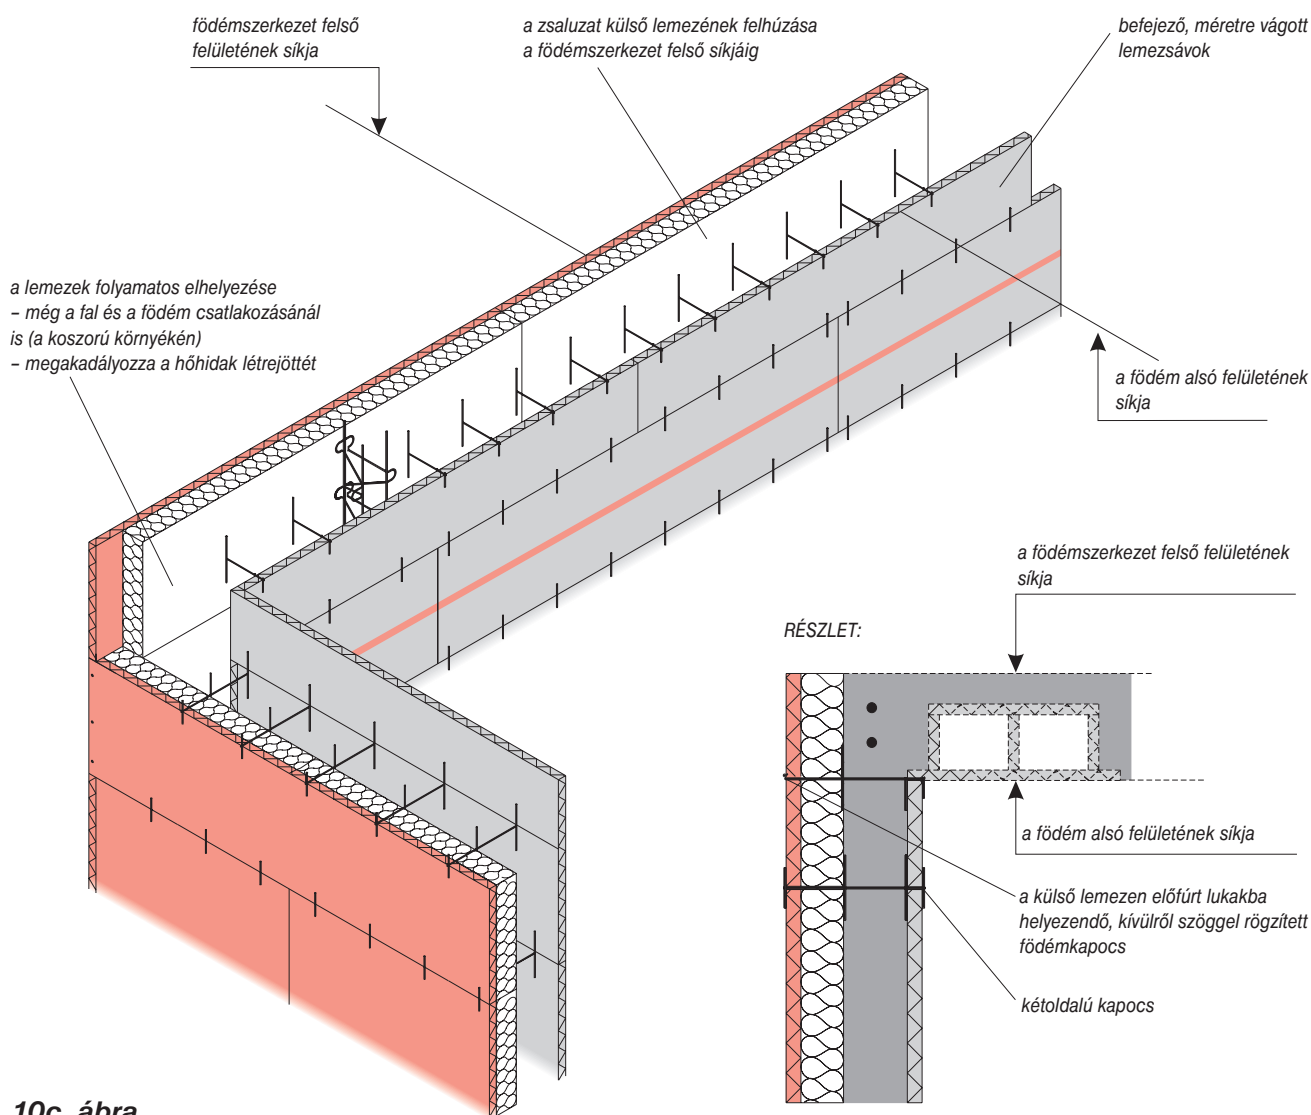 födémszerkezet felső
felületének síkja
a zsaluzat külső lemezének felhúzása
a födémszerkezet felső síkjáig
befejező, méretre vágott
lemezsávok
a lemezek folyamatos elhelyezése
– még a fal és a födém csatlakozásánál
is (a koszorú környékén)
– megakadályozza a hőhidak létrejöttét
a födém alsó felületének
síkja
a födémszerkezet felső felületének
síkja
RÉSZLET:
a födém alsó felületének síkja
a külső lemezen előfúrt lukakba
helyezendő, kívülről szöggel rögzített
födémkapocs
kétoldalú kapocs
10c. ábra